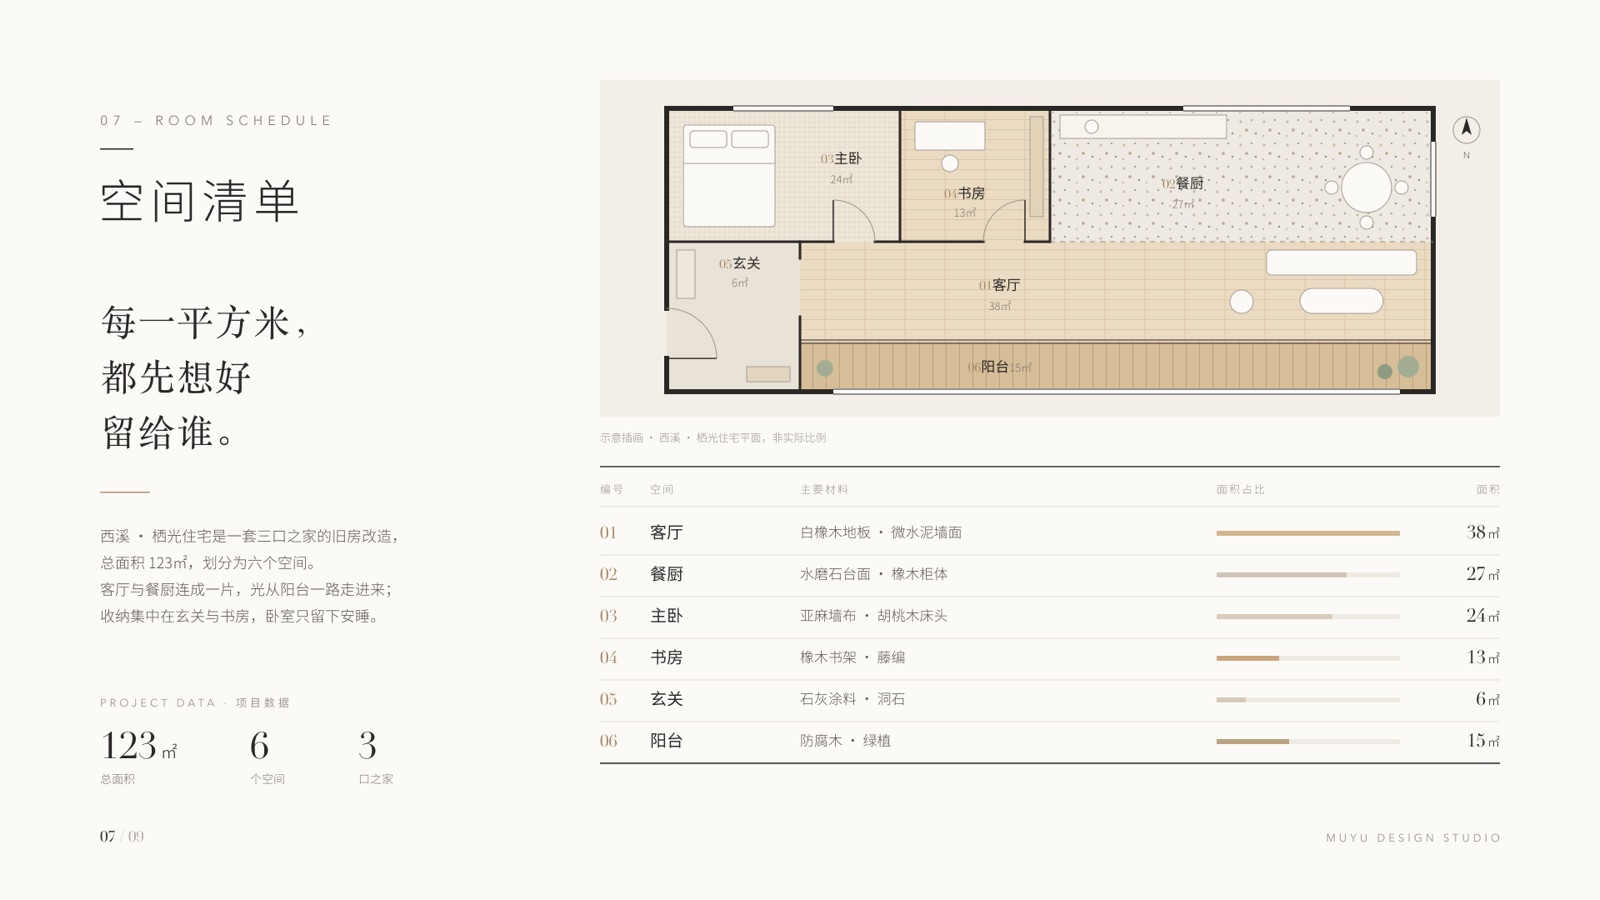 07 – ROOM SCHEDULE
空间清单
每一平方米，
都先想好
留给谁。
西溪 · 栖光住宅是一套三口之家的旧房改造，
总面积 123㎡，划分为六个空间。
客厅与餐厨连成一片，光从阳台一路走进来；
收纳集中在玄关与书房，卧室只留下安睡。
PROJECT DATA · 项目数据
123㎡ 6 3
总面积 个空间 口之家
07 / 09
03主卧
24㎡
04书房
13㎡
02餐厨
27㎡
N
05玄关
6㎡
01客厅
38㎡
06阳台15㎡
示意插画 · 西溪 · 栖光住宅平面，非实际比例
编号 空间 主要材料 面积占比 面积
01 客厅 白橡木地板 · 微水泥墙面 38㎡
02 餐厨 水磨石台面 · 橡木柜体 27㎡
03 主卧 亚麻墙布 · 胡桃木床头 24㎡
04 书房 橡木书架 · 藤编 13㎡
05 玄关 石灰涂料 · 洞石 6㎡
06 阳台 防腐木 · 绿植 15㎡
MUYU DESIGN STUDIO